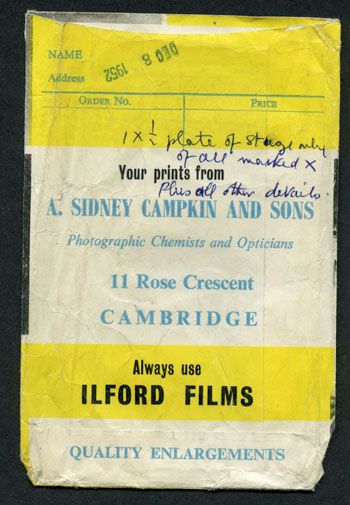 NAME
DEC 8 1952
Address
ORDER No. PRICE
1 x ½ plate of stage only
of all marked x
Your prints from
Plus all other details.
A. SIDNEY CAMPKIN AND SONS
Photographic Chemists and Opticians
11 Rose Crescent
CAMBRIDGE
Always use
ILFORD FILMS
QUALITY ENLARGEMENTS